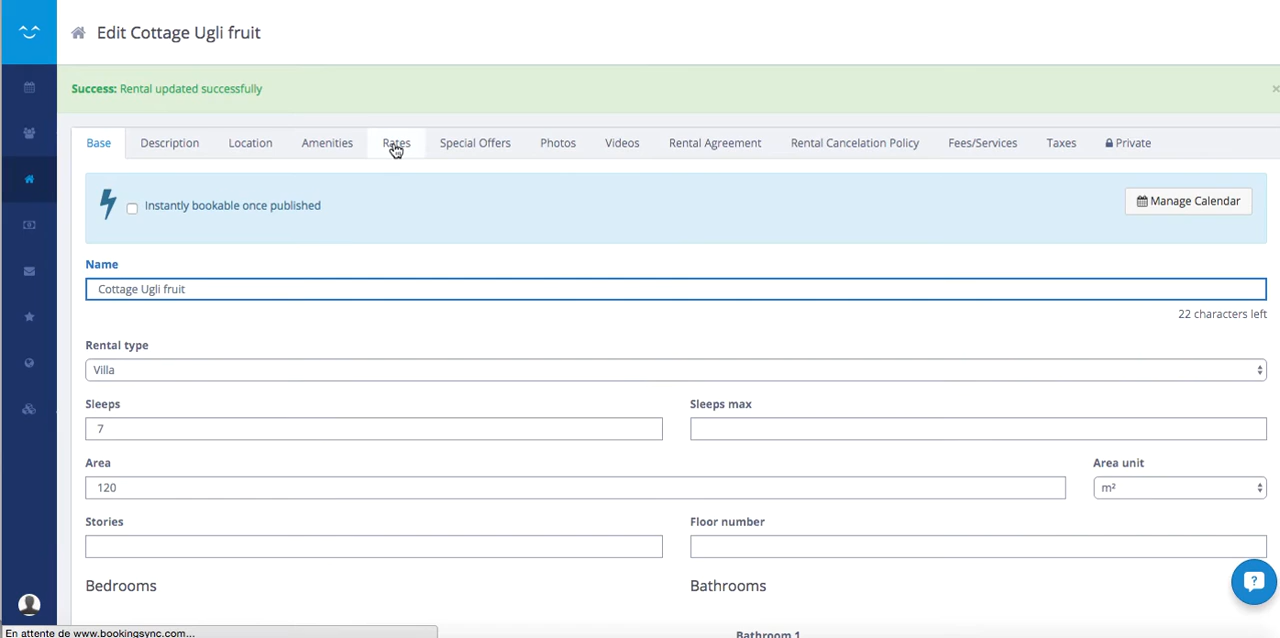 Edit Cottage Ugli fruit
Success: Rental updated successfully
×
Base Description Location Amenities Rates Special Offers Photos Videos Rental Agreement Rental Cancelation Policy Fees/Services Taxes Private
Instantly bookable once published
Manage Calendar
Name
Cottage Ugli fruit
22 characters left
Rental type
Villa
Sleeps Sleeps max
7
Area Area unit
120 m²
Stories Floor number
Bedrooms Bathrooms
Bathroom 1
En attente de www.bookingsync.com...